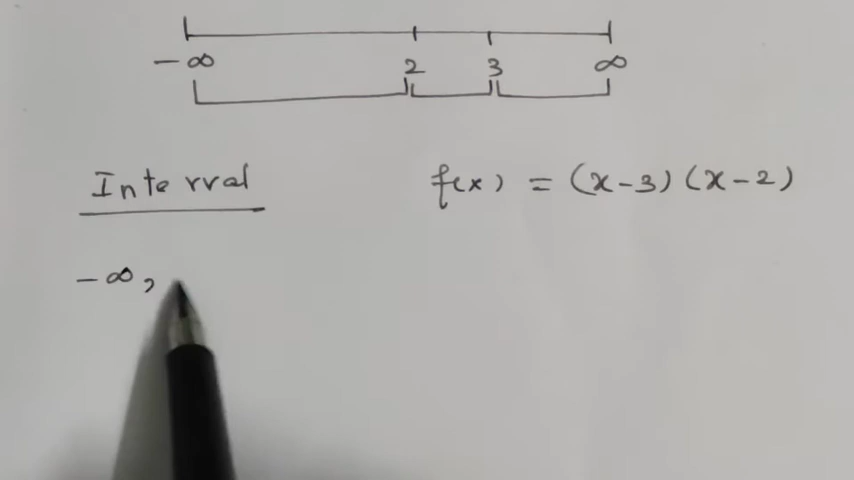 -∞ 2 3 ∞
Interval f(x) = (x-3)(x-2)
-∞,